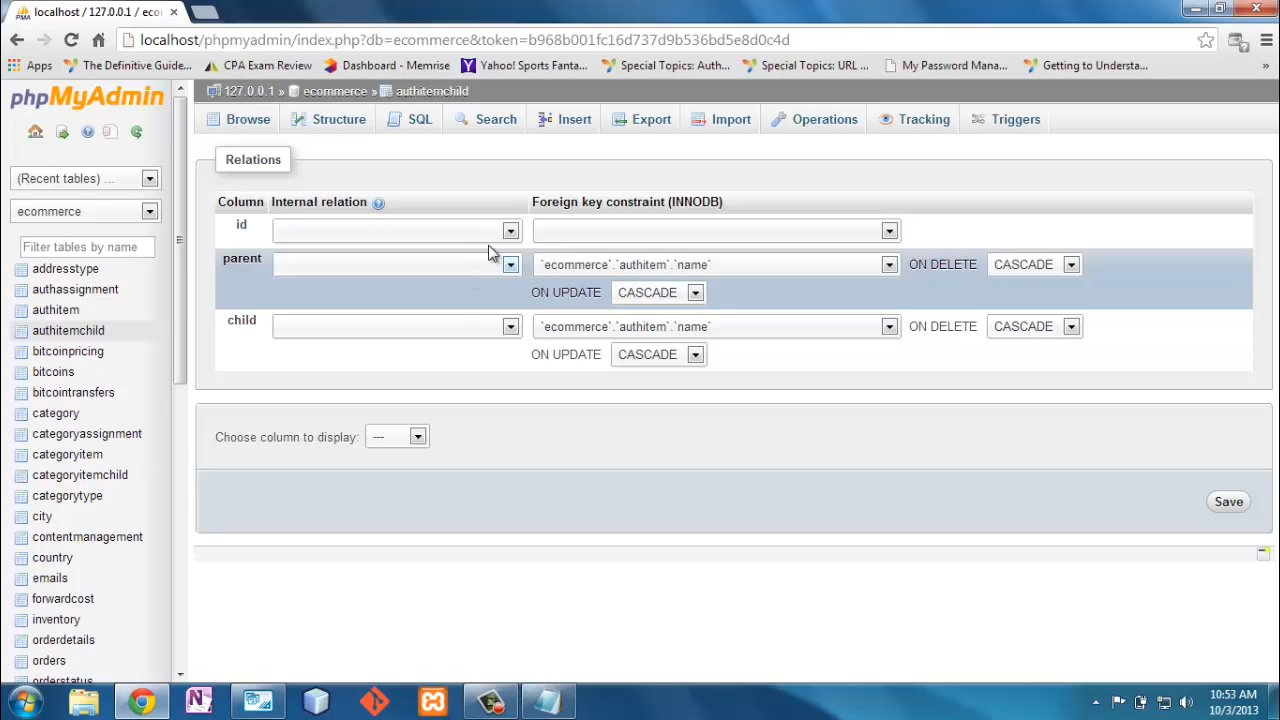 localhost / 127.0.0.1 / eco
localhost/phpmyadmin/index.php?db=ecommerce&token=b968b001fc16d737d9b536bd5e8d0c4d
Apps The Definitive Guide... CPA Exam Review Dashboard - Memrise Yahoo! Sports Fanta... Special Topics: Auth... Special Topics: URL ... My Password Mana... Getting to Understa... »
phpMyAdmin
127.0.0.1 » ecommerce » authitemchild
Browse Structure SQL Search Insert Export Import Operations Tracking Triggers
(Recent tables) ...
ecommerce
Filter tables by name
addresstype
authassignment
authitem
authitemchild
bitcoinpricing
bitcoins
bitcointransfers
category
categoryassignment
categoryitem
categoryitemchild
categorytype
city
contentmanagement
country
emails
forwardcost
inventory
orderdetails
orders
orderstatus
Relations
Column Internal relation Foreign key constraint (INNODB)
id
parent `ecommerce`.`authitem`.`name` ON DELETE CASCADE
ON UPDATE CASCADE
child `ecommerce`.`authitem`.`name` ON DELETE CASCADE
ON UPDATE CASCADE
Choose column to display: ---
Save
10:53 AM
10/3/2013